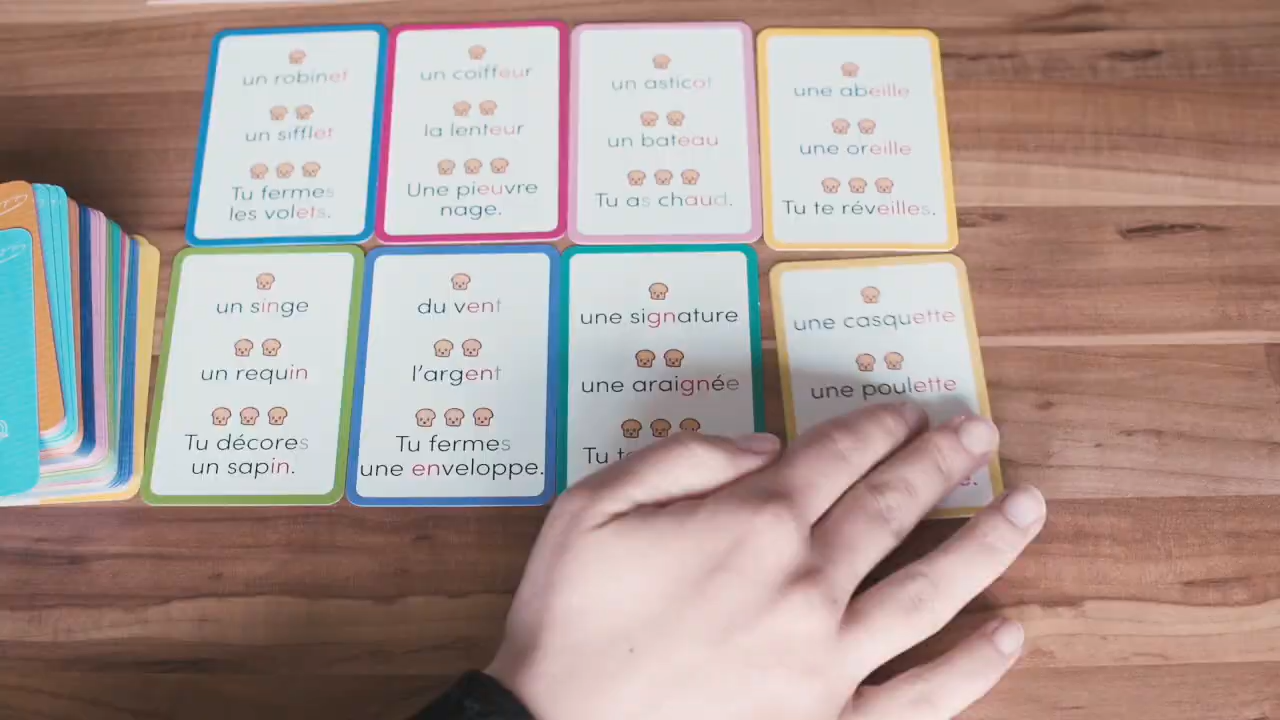 un robinet
un sifflet
Tu fermes
les volets.
un coiffeur
la lenteur
Une pieuvre
nage.
un asticot
un bateau
Tu as chaud.
une abeille
une oreille
Tu te réveilles.
un singe
un requin
Tu décores
un sapin.
du vent
l'argent
Tu fermes
une enveloppe.
une signature
une araignée
Tu
une casquette
une poulette